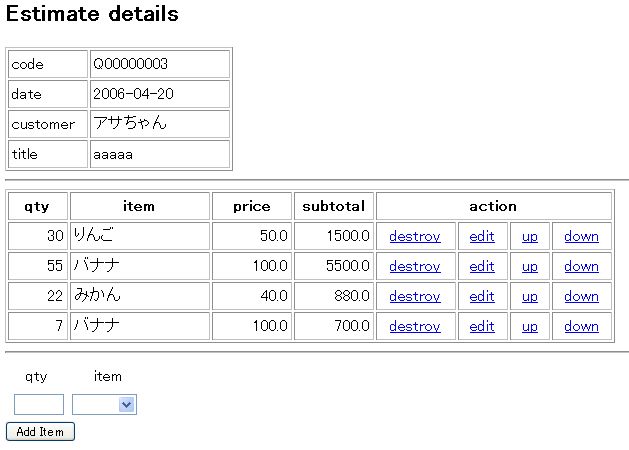 Estimate details
code Q00000003
date 2006-04-20
customer アサちゃん
title aaaaa
qty item price subtotal action
30 りんご 50.0 1500.0 destroy edit up down
55 バナナ 100.0 5500.0 destroy edit up down
22 みかん 40.0 880.0 destroy edit up down
7 バナナ 100.0 700.0 destroy edit up down
qty item
Add Item